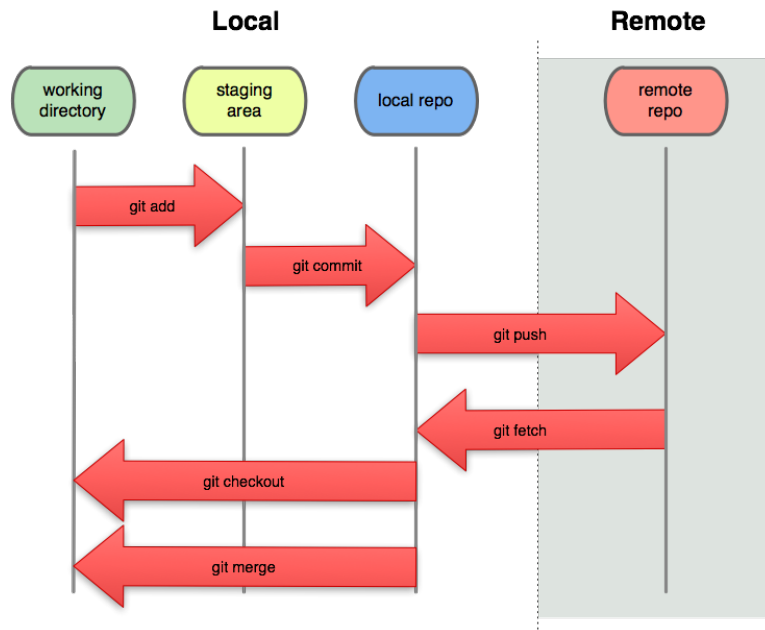 Local
Remote
working
directory
staging
area
local repo
remote
repo
git add
git commit
git push
git fetch
git checkout
git merge